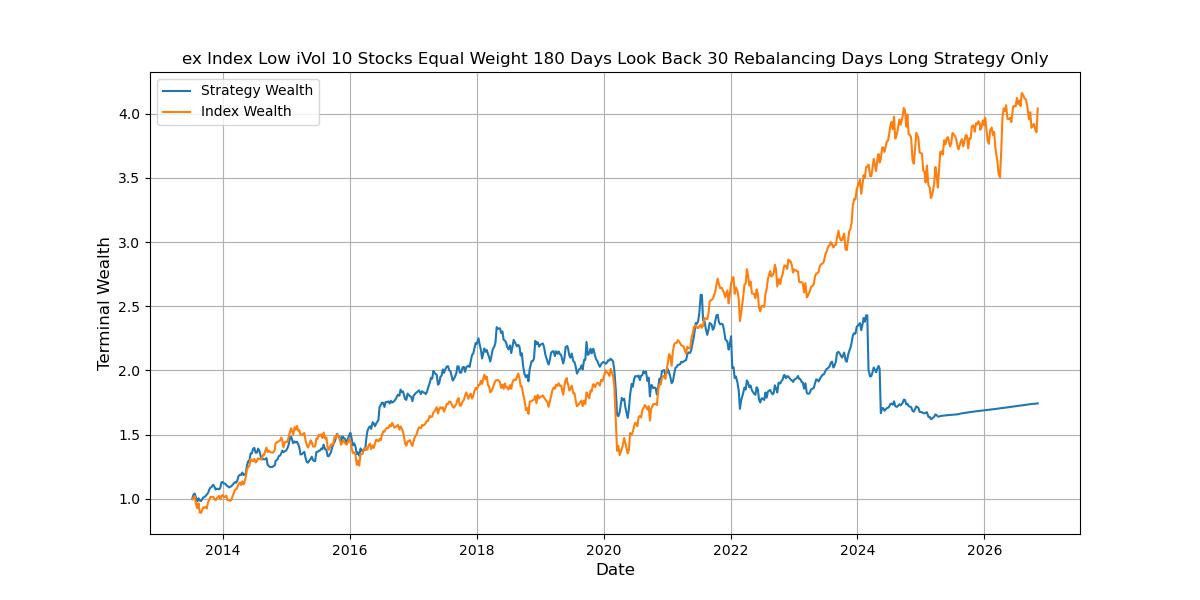 ex Index Low iVol 10 Stocks Equal Weight 180 Days Look Back 30 Rebalancing Days Long Strategy Only
Strategy Wealth
Index Wealth
Terminal Wealth
4.0
3.5
3.0
2.5
2.0
1.5
1.0
2014 2016 2018 2020 2022 2024 2026
Date